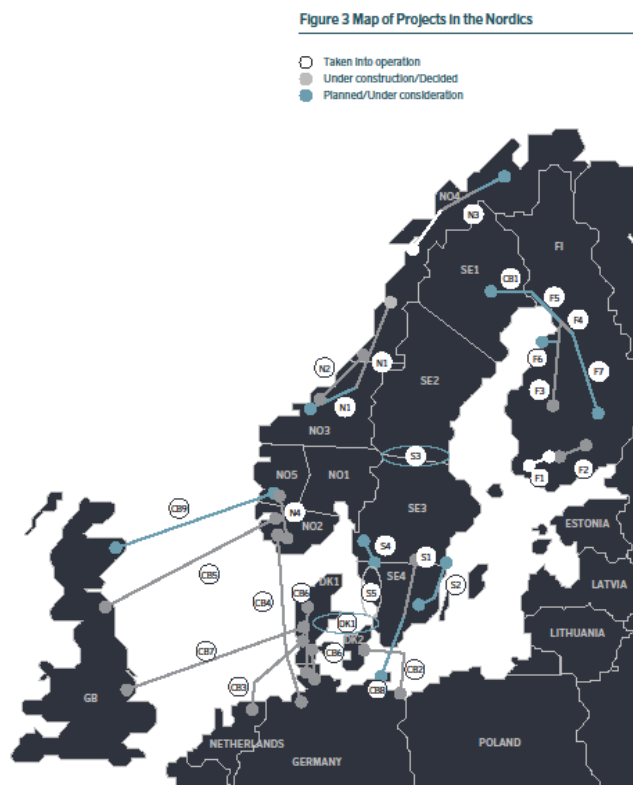 Figure 3 Map of Projects in the Nordics
Taken into operation
Under construction/Decided
Planned/Under consideration
NO4
N3
FI
SE1
CB1
F5
F4
N2
N1
F6
SE2
F7
N1
F3
NO3
S3
F1
F2
NO5
NO1
CB9
N4
SE3
NO2
ESTONIA
S4
S1
CB5
DK1
SE4
S2
LATVIA
CB4
CB6
S5
DK1
LITHUANIA
DK2
CB7
CB6
CB2
CB3
CB8
GB
NETHERLANDS
POLAND
GERMANY